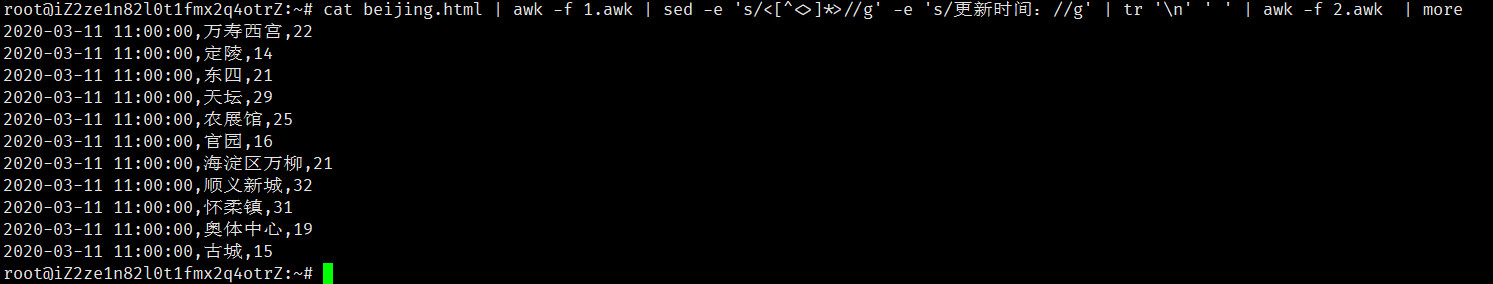 root@iZ2ze1n82l0t1fmx2q4otrZ:~# cat beijing.html | awk -f 1.awk | sed -e 's/<[^<>]*>//g' -e 's/更新时间：//g' | tr '\n' ' ' | awk -f 2.awk  | more
2020-03-11 11:00:00,万寿西宫,22
2020-03-11 11:00:00,定陵,14
2020-03-11 11:00:00,东四,21
2020-03-11 11:00:00,天坛,29
2020-03-11 11:00:00,农展馆,25
2020-03-11 11:00:00,官园,16
2020-03-11 11:00:00,海淀区万柳,21
2020-03-11 11:00:00,顺义新城,32
2020-03-11 11:00:00,怀柔镇,31
2020-03-11 11:00:00,奥体中心,19
2020-03-11 11:00:00,古城,15
root@iZ2ze1n82l0t1fmx2q4otrZ:~#